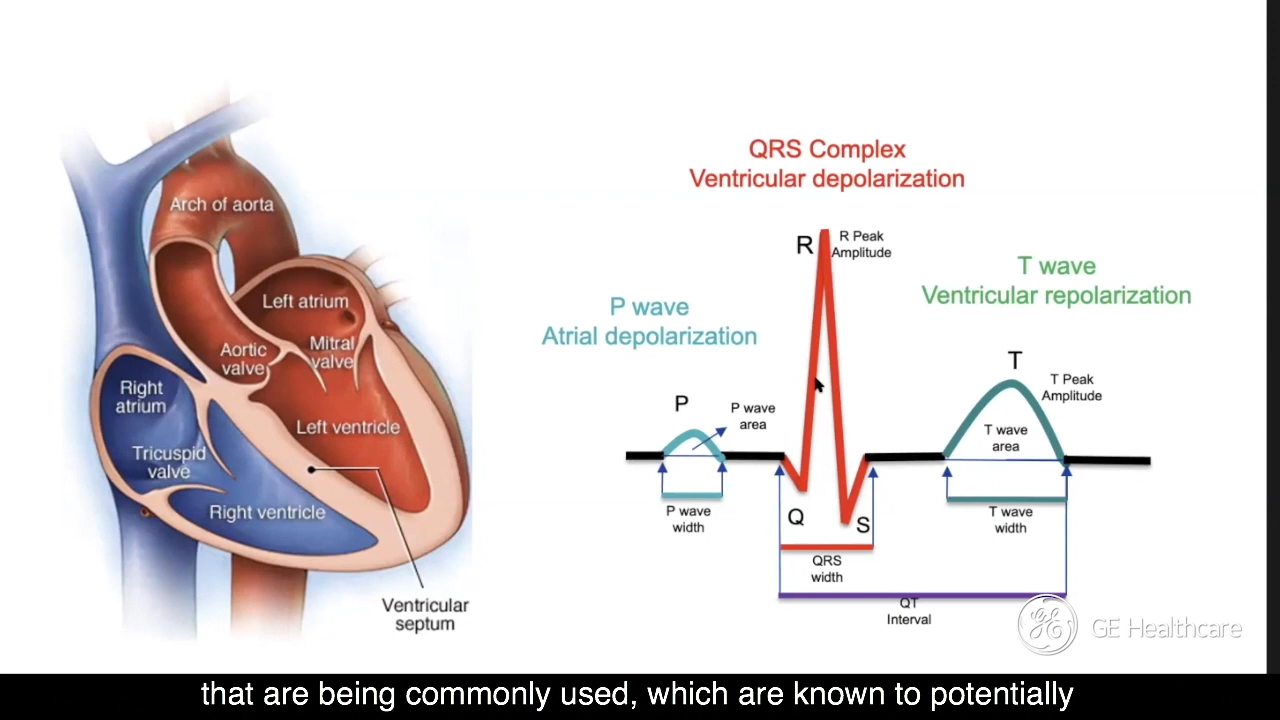 Arch of aorta
Left atrium
Aortic
valve
Mitral
valve
Right
atrium
Left ventricle
Tricuspid
valve
Right ventricle
Ventricular
septum
QRS Complex
Ventricular depolarization
R
R Peak
Amplitude
T wave
Ventricular repolarization
P wave
Atrial depolarization
T
T Peak
Amplitude
P
P wave
area
T wave
area
P wave
width
Q
S
T wave
width
QRS
width
QT
Interval
GE Healthcare
that are being commonly used, which are known to potentially